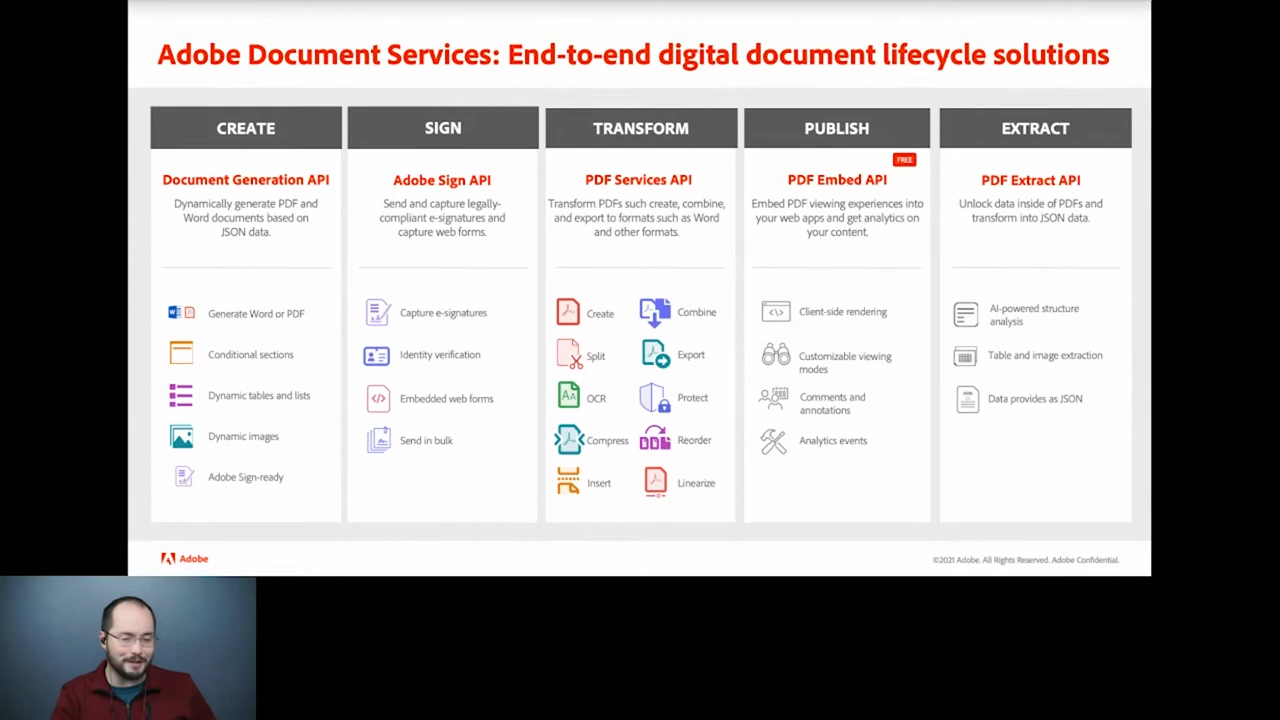 Adobe Document Services: End-to-end digital document lifecycle solutions
CREATE
Document Generation API
Dynamically generate PDF and
Word documents based on
JSON data.
Generate Word or PDF
Conditional sections
Dynamic tables and lists
Dynamic images
Adobe Sign-ready
SIGN
Adobe Sign API
Send and capture legally-
compliant e-signatures and
capture web forms.
Capture e-signatures
Identity verification
Embedded web forms
Send in bulk
TRANSFORM
PDF Services API
Transform PDFs such create, combine,
and export to formats such as Word
and other formats.
Create
Combine
Split
Export
OCR
Protect
Compress
Reorder
Insert
Linearize
PUBLISH
FREE
PDF Embed API
Embed PDF viewing experiences into
your web apps and get analytics on
your content.
Client-side rendering
Customizable viewing
modes
Comments and
annotations
Analytics events
EXTRACT
PDF Extract API
Unlock data inside of PDFs and
transform into JSON data.
AI-powered structure
analysis
Table and image extraction
Data provides as JSON
Adobe
©2021 Adobe. All Rights Reserved. Adobe Confidential.